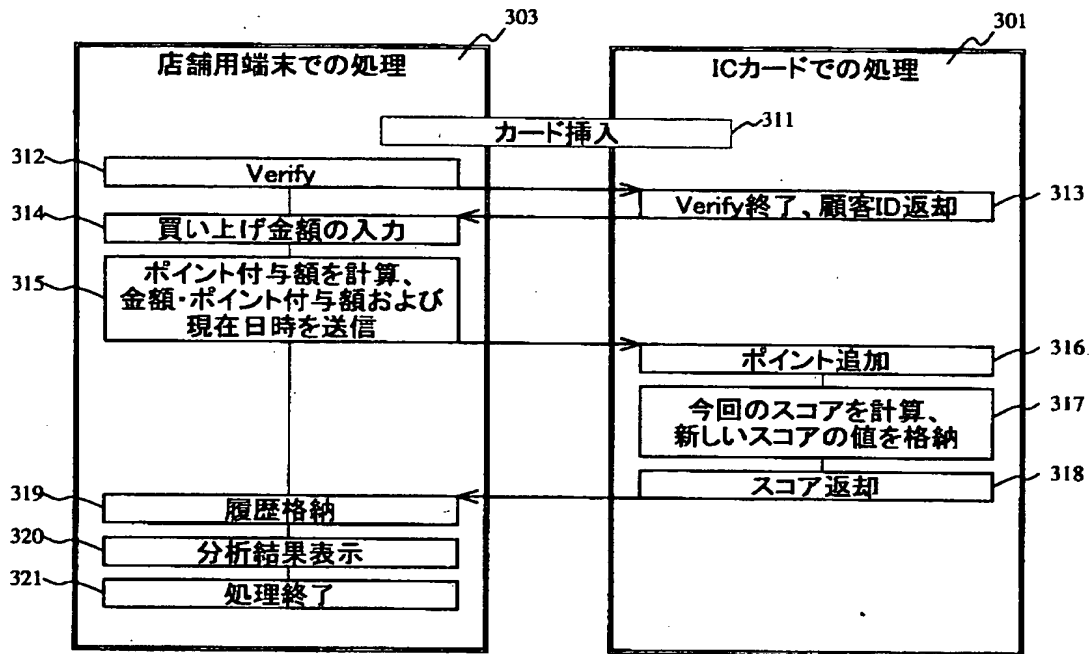 303
301
店舗用端末での処理
ICカードでの処理
カード挿入
311
312
Verify
313
Verify終了、顧客ID返却
314
買い上げ金額の入力
315
ポイント付与額を計算、
金額・ポイント付与額および
現在日時を送信
ポイント追加
316
今回のスコアを計算、
新しいスコアの値を格納
317
スコア返却
318
319
履歴格納
320
分析結果表示
321
処理終了